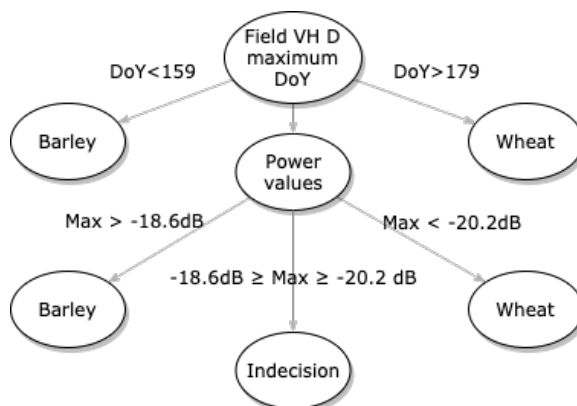 Field VH D
maximum
DoY
DoY<159
DoY>179
Barley
Wheat
Power
values
Max > -18.6dB
Max < -20.2dB
-18.6dB ≥ Max ≥ -20.2 dB
Barley
Wheat
Indecision